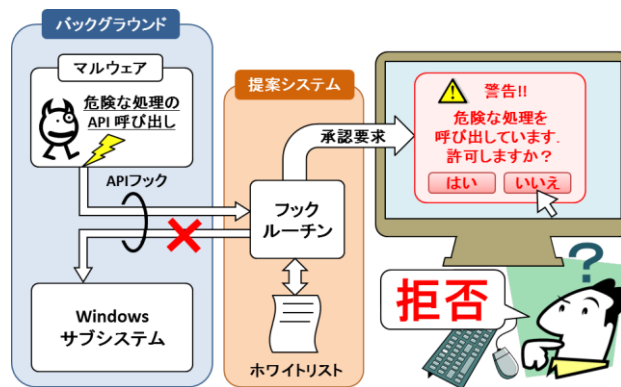 バックグラウンド
マルウェア
危険な処理の
API 呼び出し
APIフック
Windows
サブシステム
提案システム
フック
ルーチン
ホワイトリスト
承認要求
警告!!
危険な処理を
呼び出しています.
許可しますか?
はい
いいえ
拒否
?